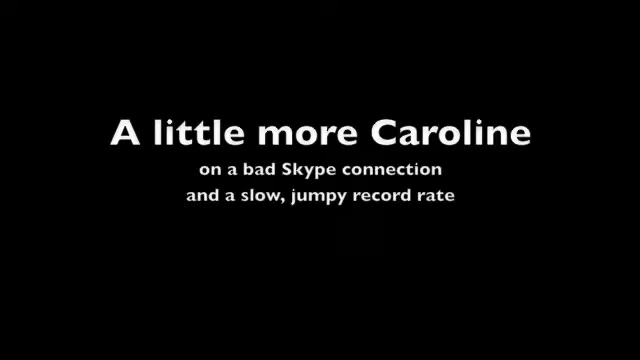 A little more Caroline
on a bad Skype connection
and a slow, jumpy record rate